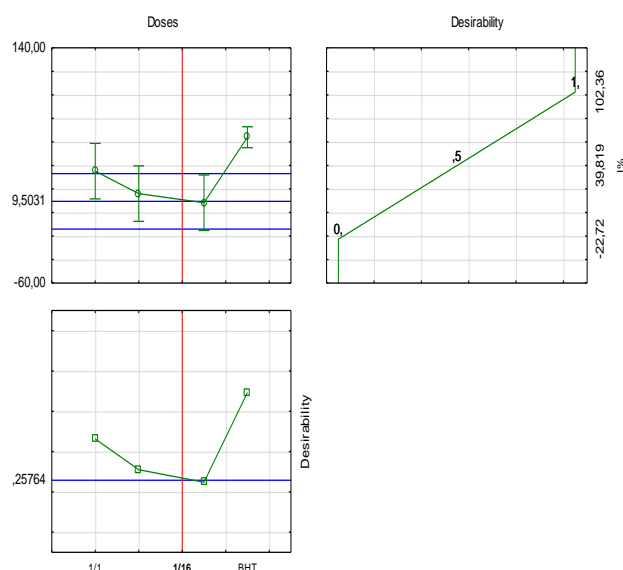 Doses
Desirability
140,00
9,5031
-60,00
1,
,5
0,
102,36
39,819
-22,72
I%
,25764
Desirability
1/1
1/16
BHT